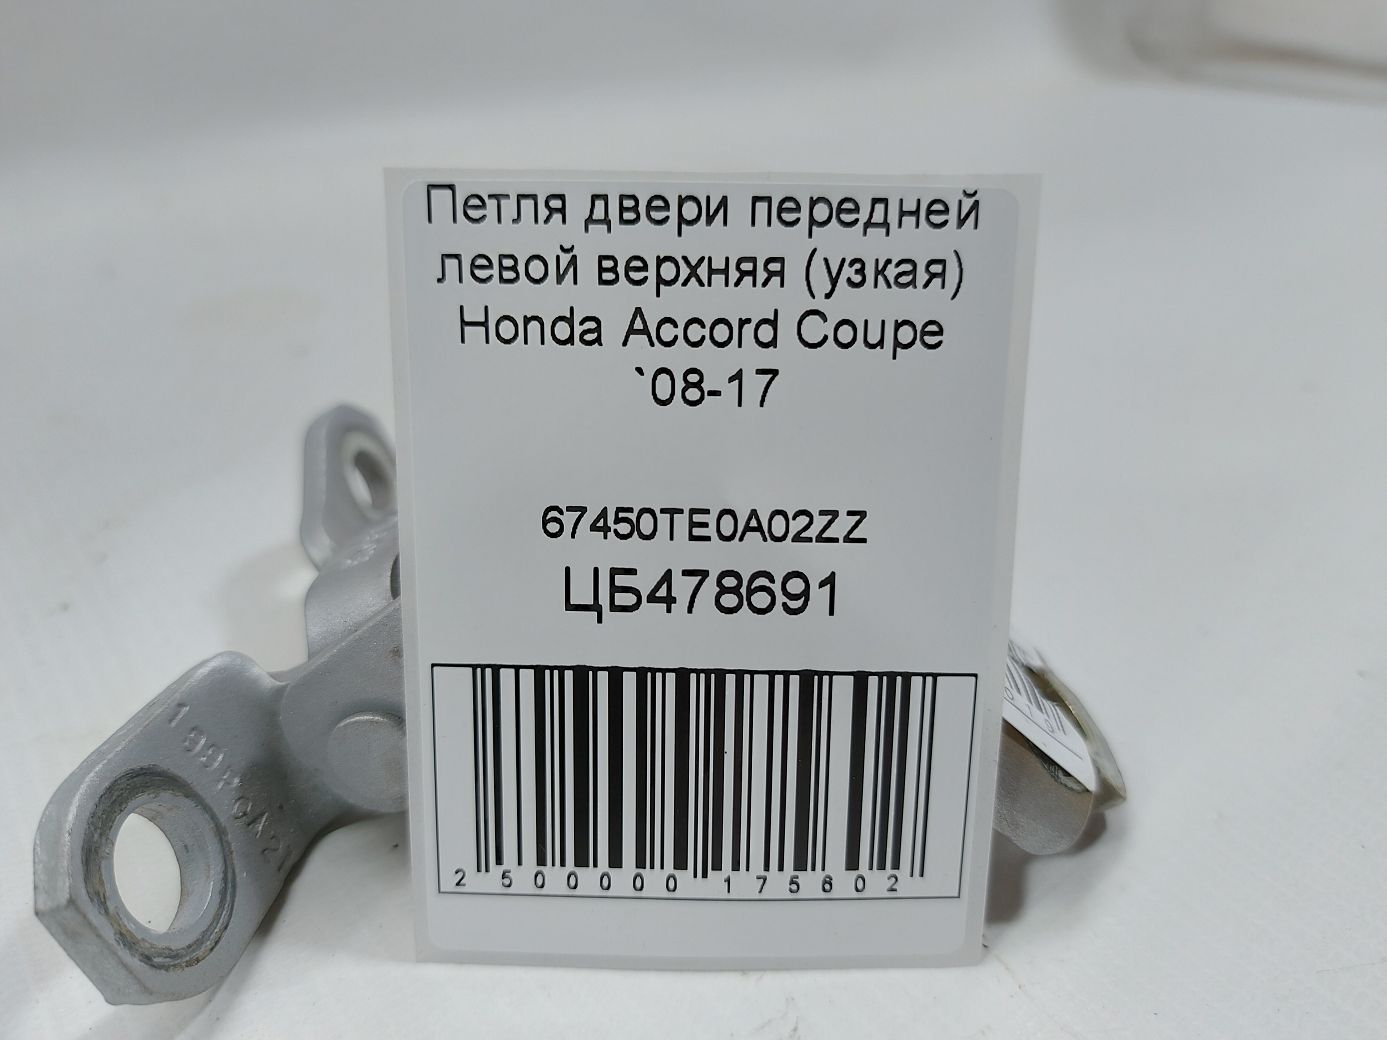 Петля двери передней
левой верхняя (узкая)
Honda Accord Coupe
`08-17
67450TE0A02ZZ
ЦБ478691
2 500000 175602